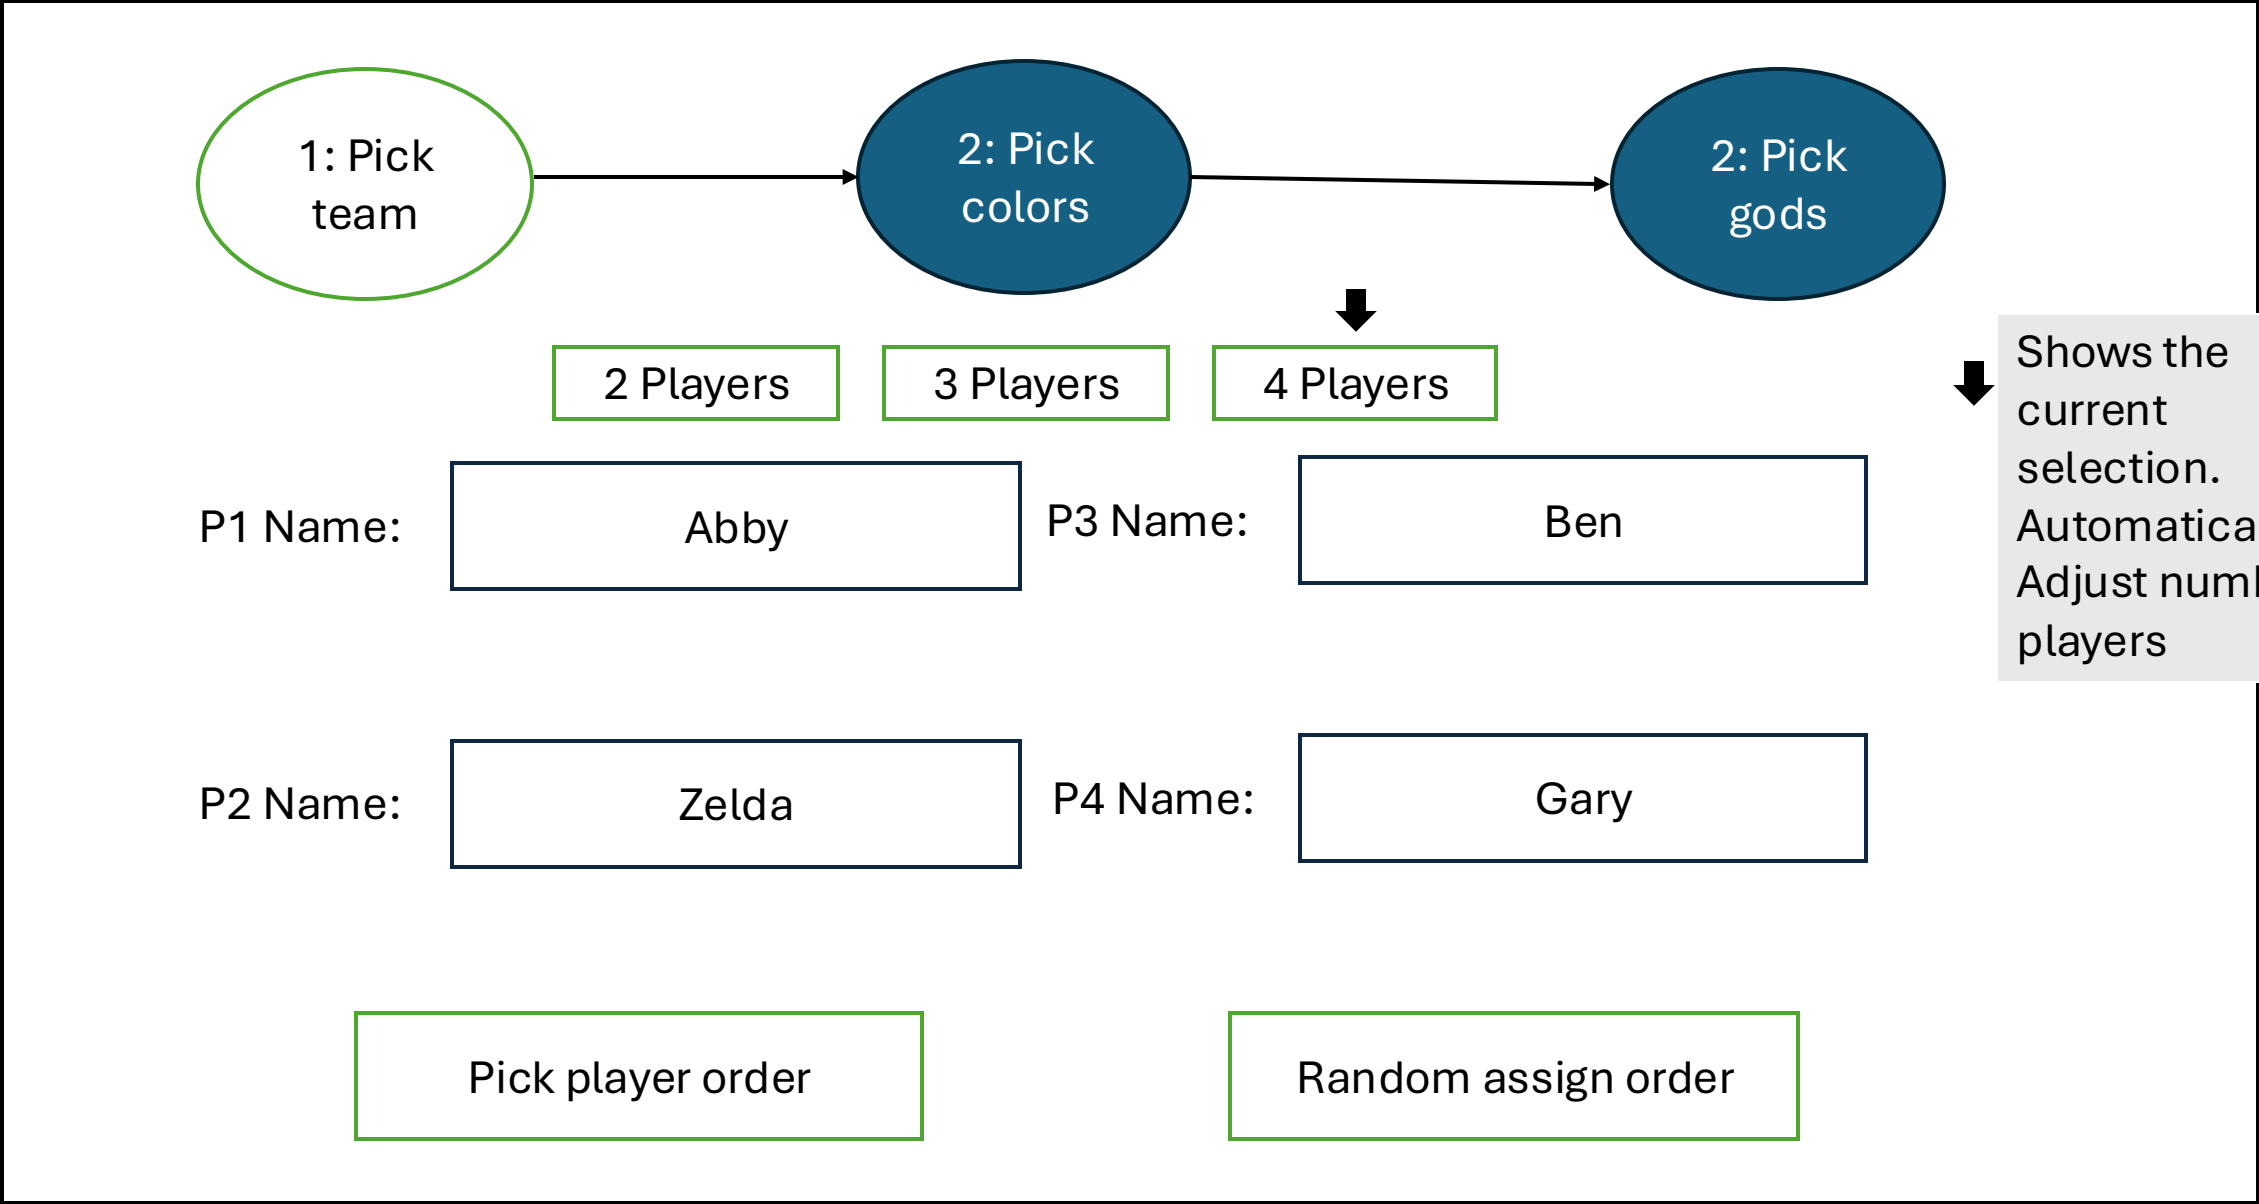 1: Pick
team
2: Pick
colors
2: Pick
gods
2 Players
3 Players
4 Players
Shows the
current
selection.
Adjust
players
P1 Name:
Abby
P3 Name:
Ben
P2 Name:
Zelda
P4 Name:
Gary
Pick player order
Random assign order